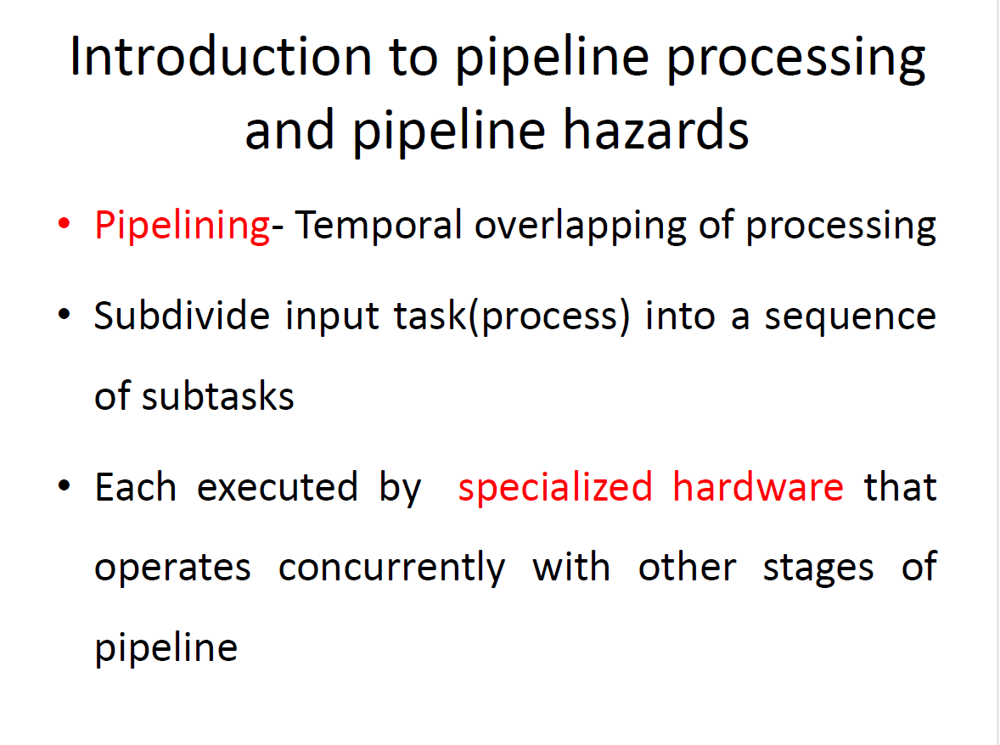 Introduction to pipeline processing
and pipeline hazards
• Pipelining- Temporal overlapping of processing
• Subdivide input task(process) into a sequence
of subtasks
• Each executed by specialized hardware that
operates concurrently with other stages of
pipeline